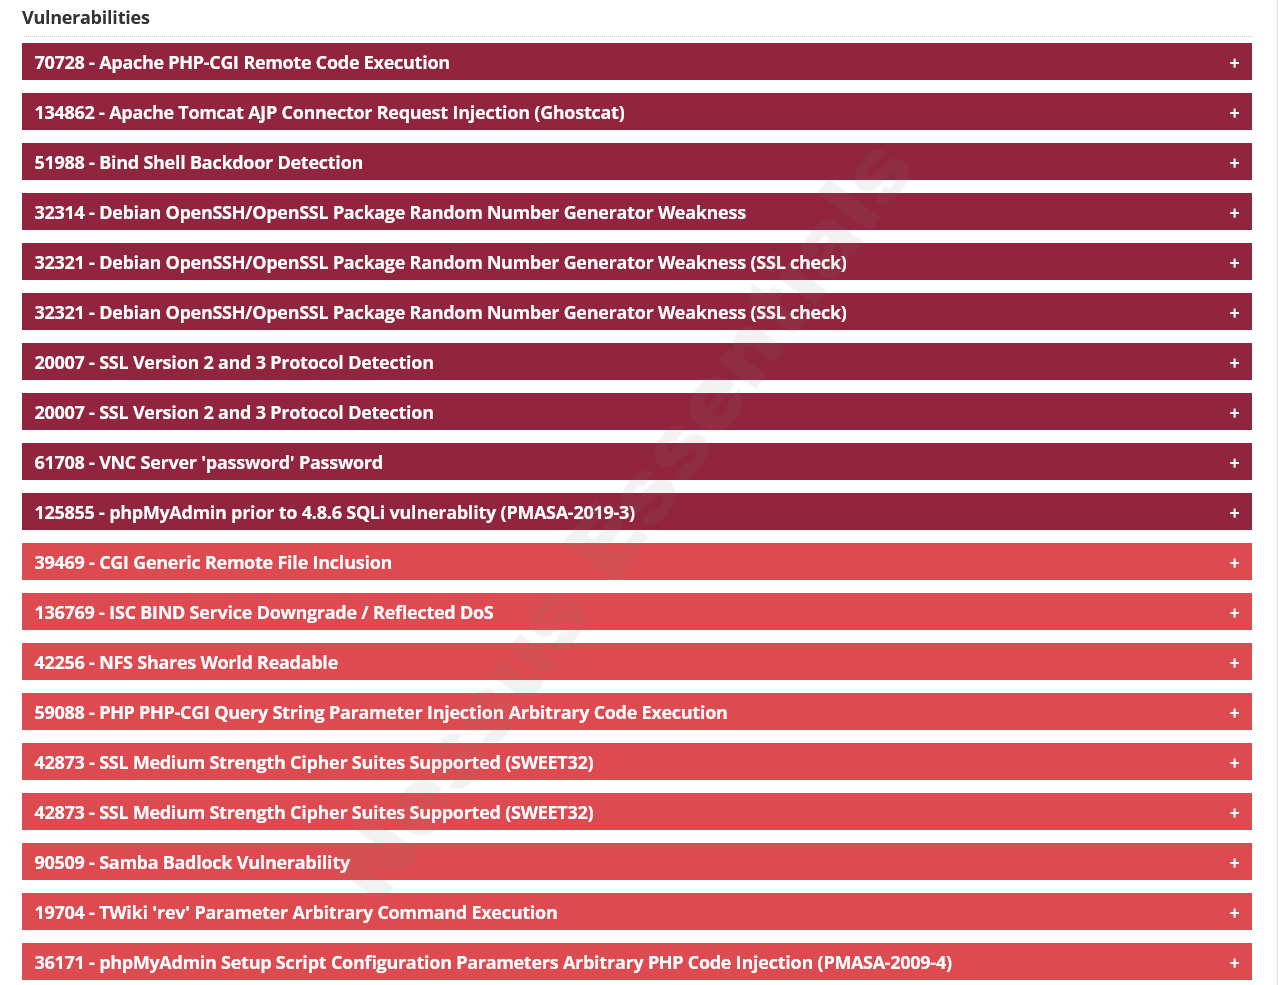 Vulnerabilities
70728 - Apache PHP-CGI Remote Code Execution +
134862 - Apache Tomcat AJP Connector Request Injection (Ghostcat) +
51988 - Bind Shell Backdoor Detection +
32314 - Debian OpenSSH/OpenSSL Package Random Number Generator Weakness +
32321 - Debian OpenSSH/OpenSSL Package Random Number Generator Weakness (SSL check) +
32321 - Debian OpenSSH/OpenSSL Package Random Number Generator Weakness (SSL check) +
20007 - SSL Version 2 and 3 Protocol Detection +
20007 - SSL Version 2 and 3 Protocol Detection +
61708 - VNC Server 'password' Password +
125855 - phpMyAdmin prior to 4.8.6 SQLi vulnerablity (PMASA-2019-3) +
39469 - CGI Generic Remote File Inclusion +
136769 - ISC BIND Service Downgrade / Reflected DoS +
42256 - NFS Shares World Readable +
59088 - PHP PHP-CGI Query String Parameter Injection Arbitrary Code Execution +
42873 - SSL Medium Strength Cipher Suites Supported (SWEET32) +
42873 - SSL Medium Strength Cipher Suites Supported (SWEET32) +
90509 - Samba Badlock Vulnerability +
19704 - TWiki 'rev' Parameter Arbitrary Command Execution +
36171 - phpMyAdmin Setup Script Configuration Parameters Arbitrary PHP Code Injection (PMASA-2009-4) +
Nessus Essentials